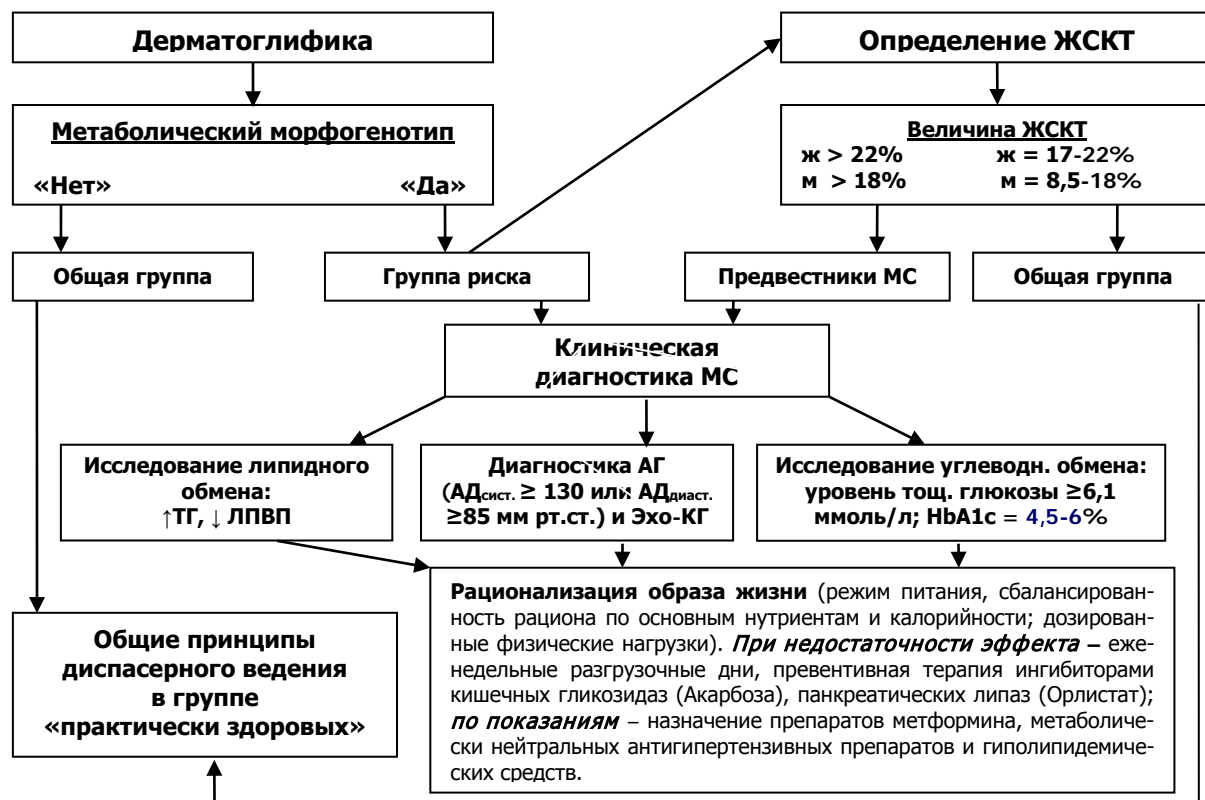 Дерматоглифика
Определение ЖСКТ
Метаболический морфогенотип
«Нет» «Да»
Величина ЖСКТ
ж > 22% ж = 17-22%
м > 18% м = 8,5-18%
Общая группа
Группа риска
Предвестники МС
Общая группа
Клиническая
диагностика МС
Исследование липидного
обмена:
↑ТГ, ↓ ЛПВП
Диагностика АГ
(АДсист. ≥ 130 или АДдиаст.
≥85 мм рт.ст.) и Эхо-КГ
Исследование углеводн. обмена:
уровень тощ. глюкозы ≥6,1
ммоль/л; HbA1c = 4,5-6%
Общие принципы
диспасерного ведения
в группе
«практически здоровых»
Рационализация образа жизни (режим питания, сбалансирован-
ность рациона по основным нутриентам и калорийности; дозирован-
ные физические нагрузки). При недостаточности эффекта – еже-
недельные разгрузочные дни, превентивная терапия ингибиторами
кишечных гликозидаз (Акарбоза), панкреатических липаз (Орлистат);
по показаниям – назначение препаратов метформина, метаболиче-
ски нейтральных антигипертензивных препаратов и гиполипидемиче-
ских средств.